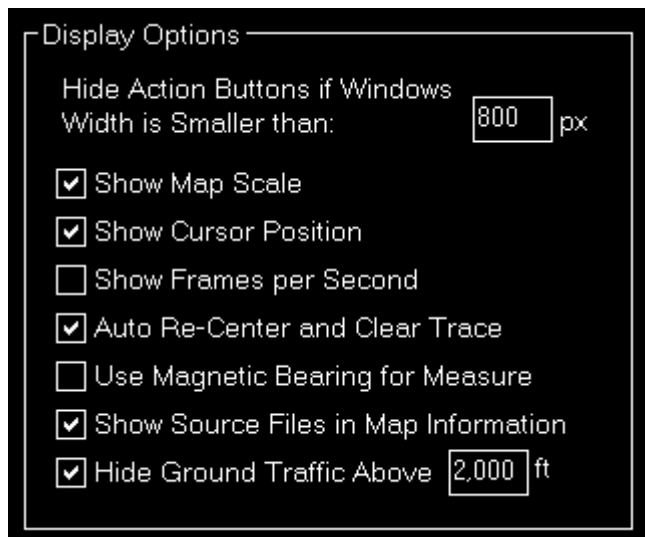 Display Options
Hide Action Buttons if Windows
Width is Smaller than: 800 px
Show Map Scale
Show Cursor Position
Show Frames per Second
Auto Re-Center and Clear Trace
Use Magnetic Bearing for Measure
Show Source Files in Map Information
Hide Ground Traffic Above 2,000 ft